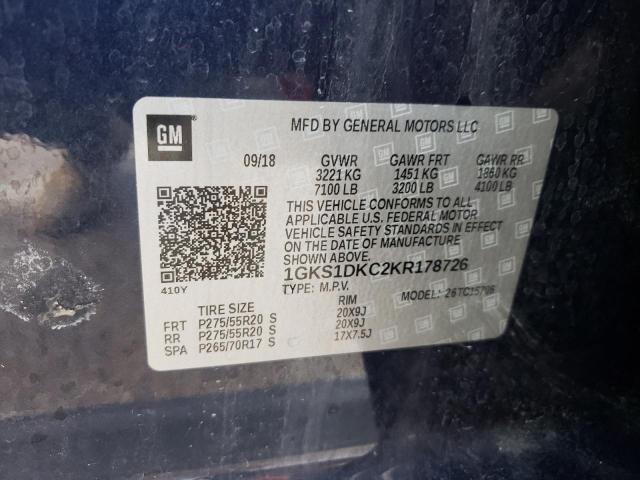 GM
MFD BY GENERAL MOTORS LLC
09/18 GVWR GAWR FRT GAWR RR
3221 KG 1451 KG 1860 KG
7100 LB 3200 LB 4100 LB
THIS VEHICLE CONFORMS TO ALL
APPLICABLE U.S. FEDERAL MOTOR
VEHICLE SAFETY STANDARDS IN EFFECT
ON THE DATE OF MANUFACTURE
SHOWN ABOVE.
1GKS1DKC2KR178726
410Y
TYPE: M.P.V. MODEL: 26TC15706
TIRE SIZE RIM
FRT P275/55R20 S 20X9J
RR P275/55R20 S 20X9J
SPA P265/70R17 S 17X7.5J